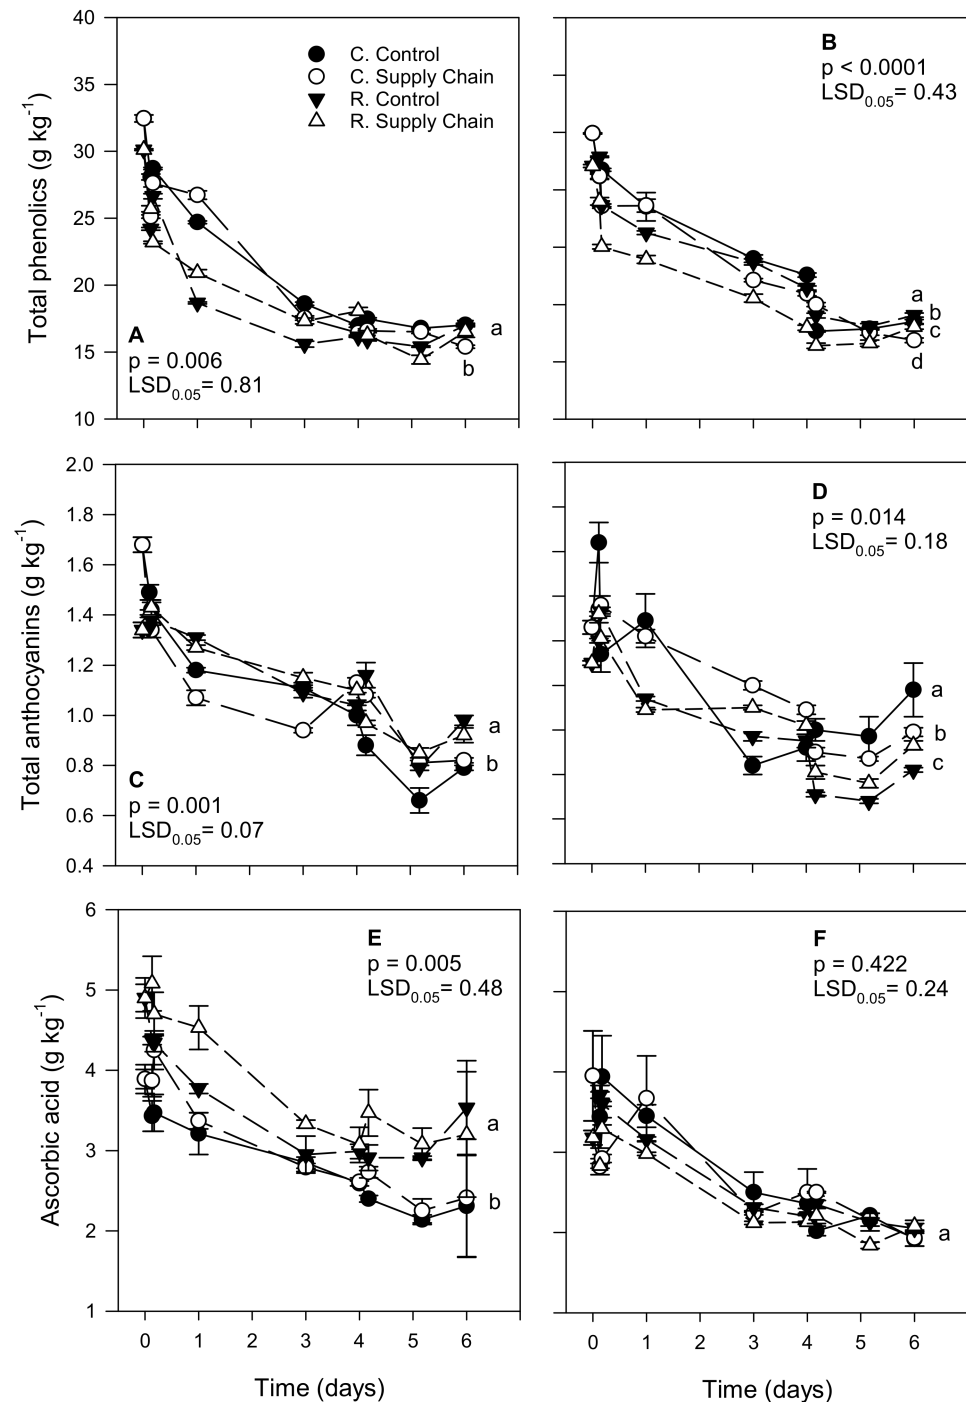 Total phenolics (g kg⁻¹)
40
35
30
25
20
15
10
C. Control
C. Supply Chain
R. Control
R. Supply Chain
A
p = 0.006
LSD0.05= 0.81
a
b
B
p < 0.0001
LSD0.05= 0.43
a
b
c
d
Total anthocyanins (g kg⁻¹)
2.0
1.8
1.6
1.4
1.2
1.0
0.8
0.6
0.4
C
p = 0.001
LSD0.05= 0.07
a
b
D
p = 0.014
LSD0.05= 0.18
a
b
c
Ascorbic acid (g kg⁻¹)
6
5
4
3
2
1
E
p = 0.005
LSD0.05= 0.48
a
b
0 1 2 3 4 5 6
Time (days)
F
p = 0.422
LSD0.05= 0.24
a
0 1 2 3 4 5 6
Time (days)